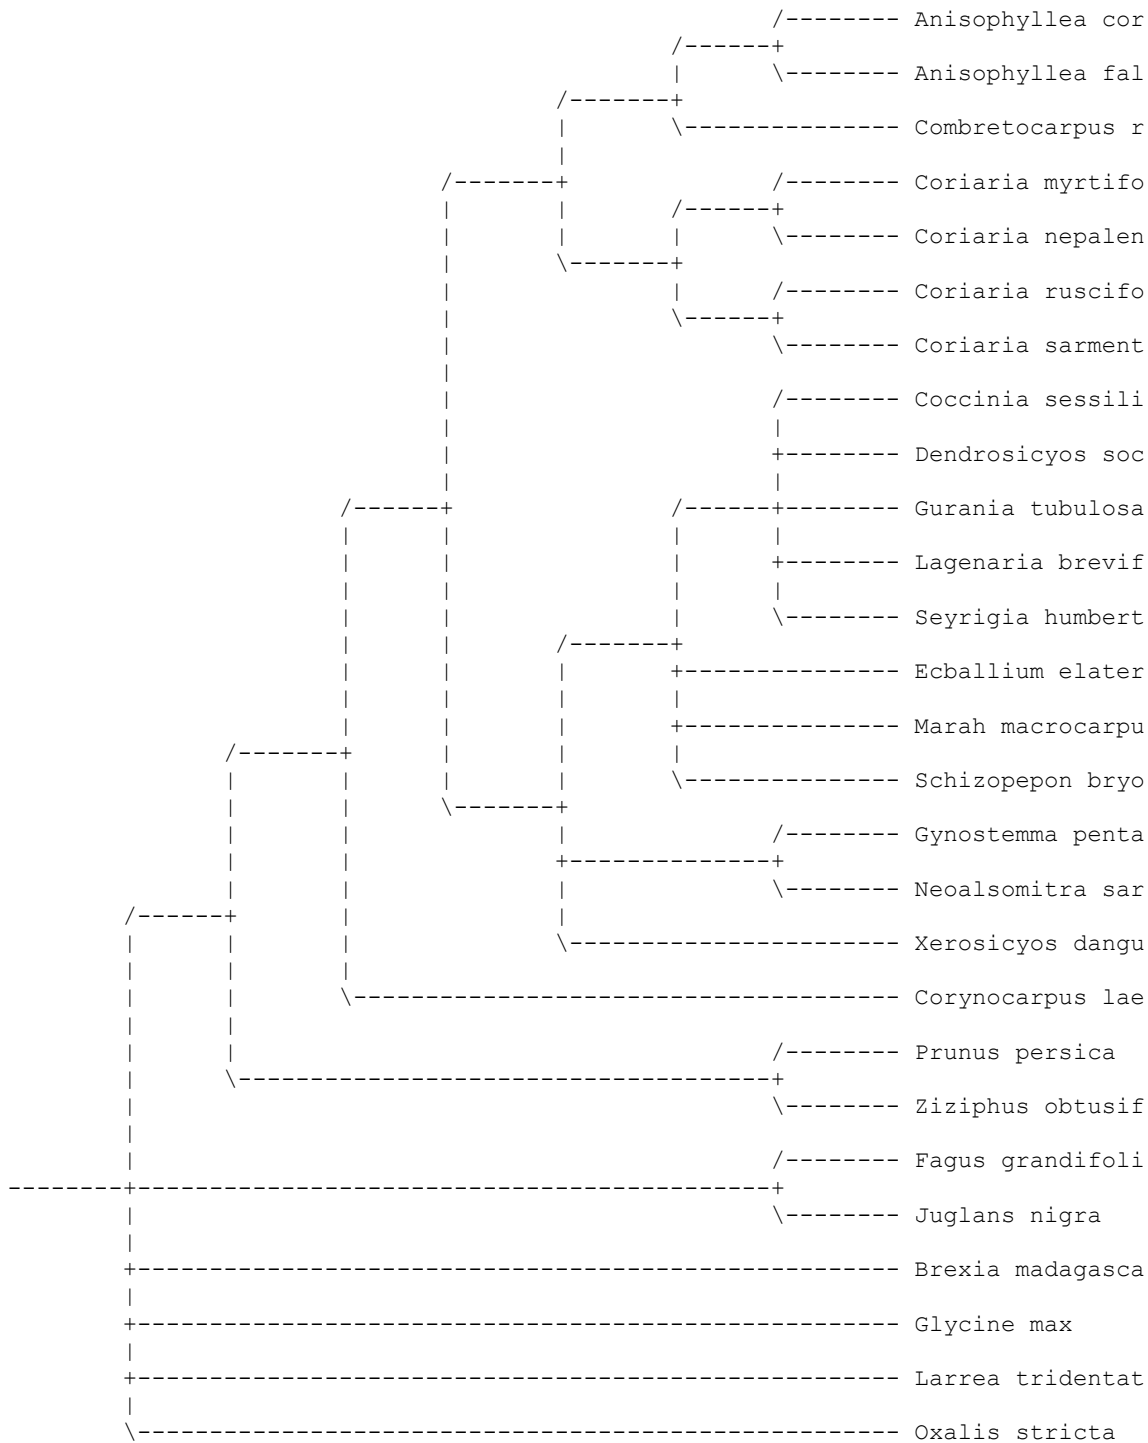 Anisophyllea cor
Anisophyllea fal
Combretocarpus r
Coriaria myrtifo
Coriaria nepalen
Coriaria ruscifo
Coriaria sarment
Coccinia sessili
Dendrosicyos soc
Gurania tubulosa
Lagenaria brevif
Seyrigia humbert
Ecballium elater
Marah macrocarpu
Schizopepon bryo
Gynostemma penta
Neoalsomitra sar
Xerosicyos dangu
Corynocarpus lae
Prunus persica
Ziziphus obtusif
Fagus grandifoli
Juglans nigra
Brexia madagasca
Glycine max
Larrea tridentat
Oxalis stricta